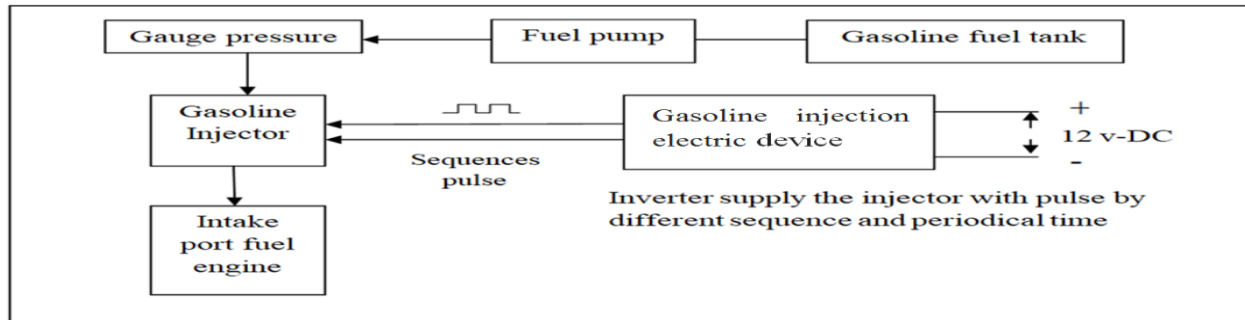 Gauge pressure
Fuel pump
Gasoline fuel tank
Gasoline
Injector
Sequences
pulse
Gasoline injection
electric device
+
12 v-DC
-
Inverter supply the injector with pulse by
different sequence and periodical time
Intake
port fuel
engine